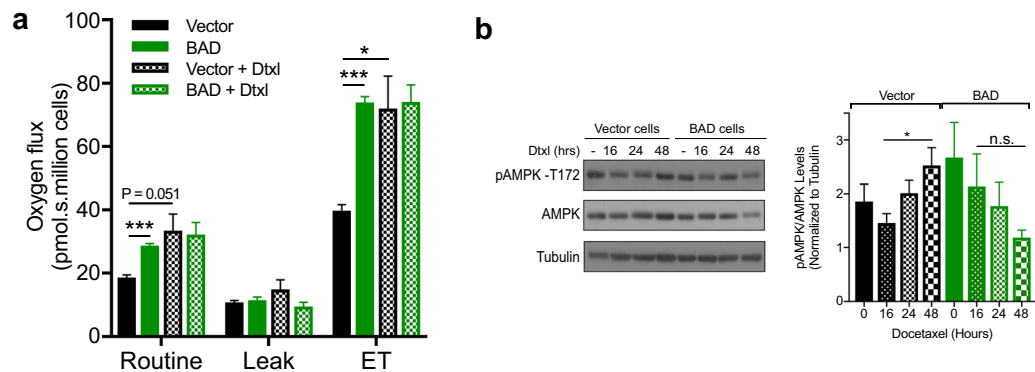 a
Vector
BAD
Vector + Dtxl
BAD + Dtxl
Oxygen flux
(pmol.s.million cells)
100
80
60
40
20
0
P = 0.051
***
***
*
Routine
Leak
ET
b
Vector cells
BAD cells
Dtxl (hrs)
- 16 24 48 - 16 24 48
pAMPK -T172
AMPK
Tubulin
pAMPK/AMPK Levels
(Normalized to Tubulin
Vector
BAD
*
n.s.
3
2
1
0
0 16 24 48 0 16 24 48
Docetaxel (Hours)